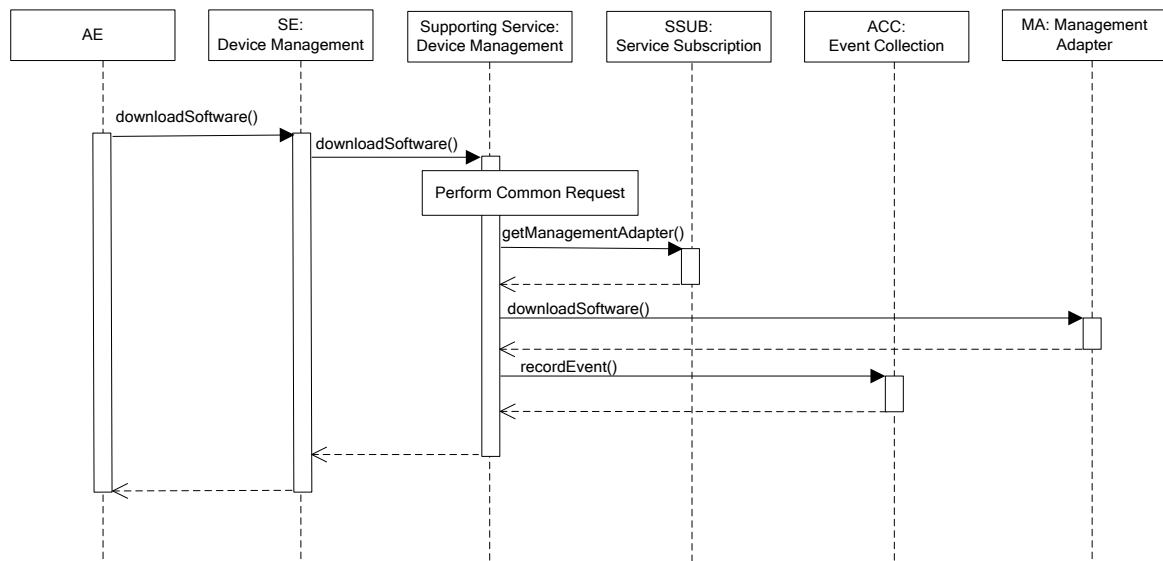 AE
SE:
Device Management
Supporting Service:
Device Management
SSUB:
Service Subscription
ACC:
Event Collection
MA: Management
Adapter
downloadSoftware()
downloadSoftware()
Perform Common Request
getManagementAdapter()
downloadSoftware()
recordEvent()